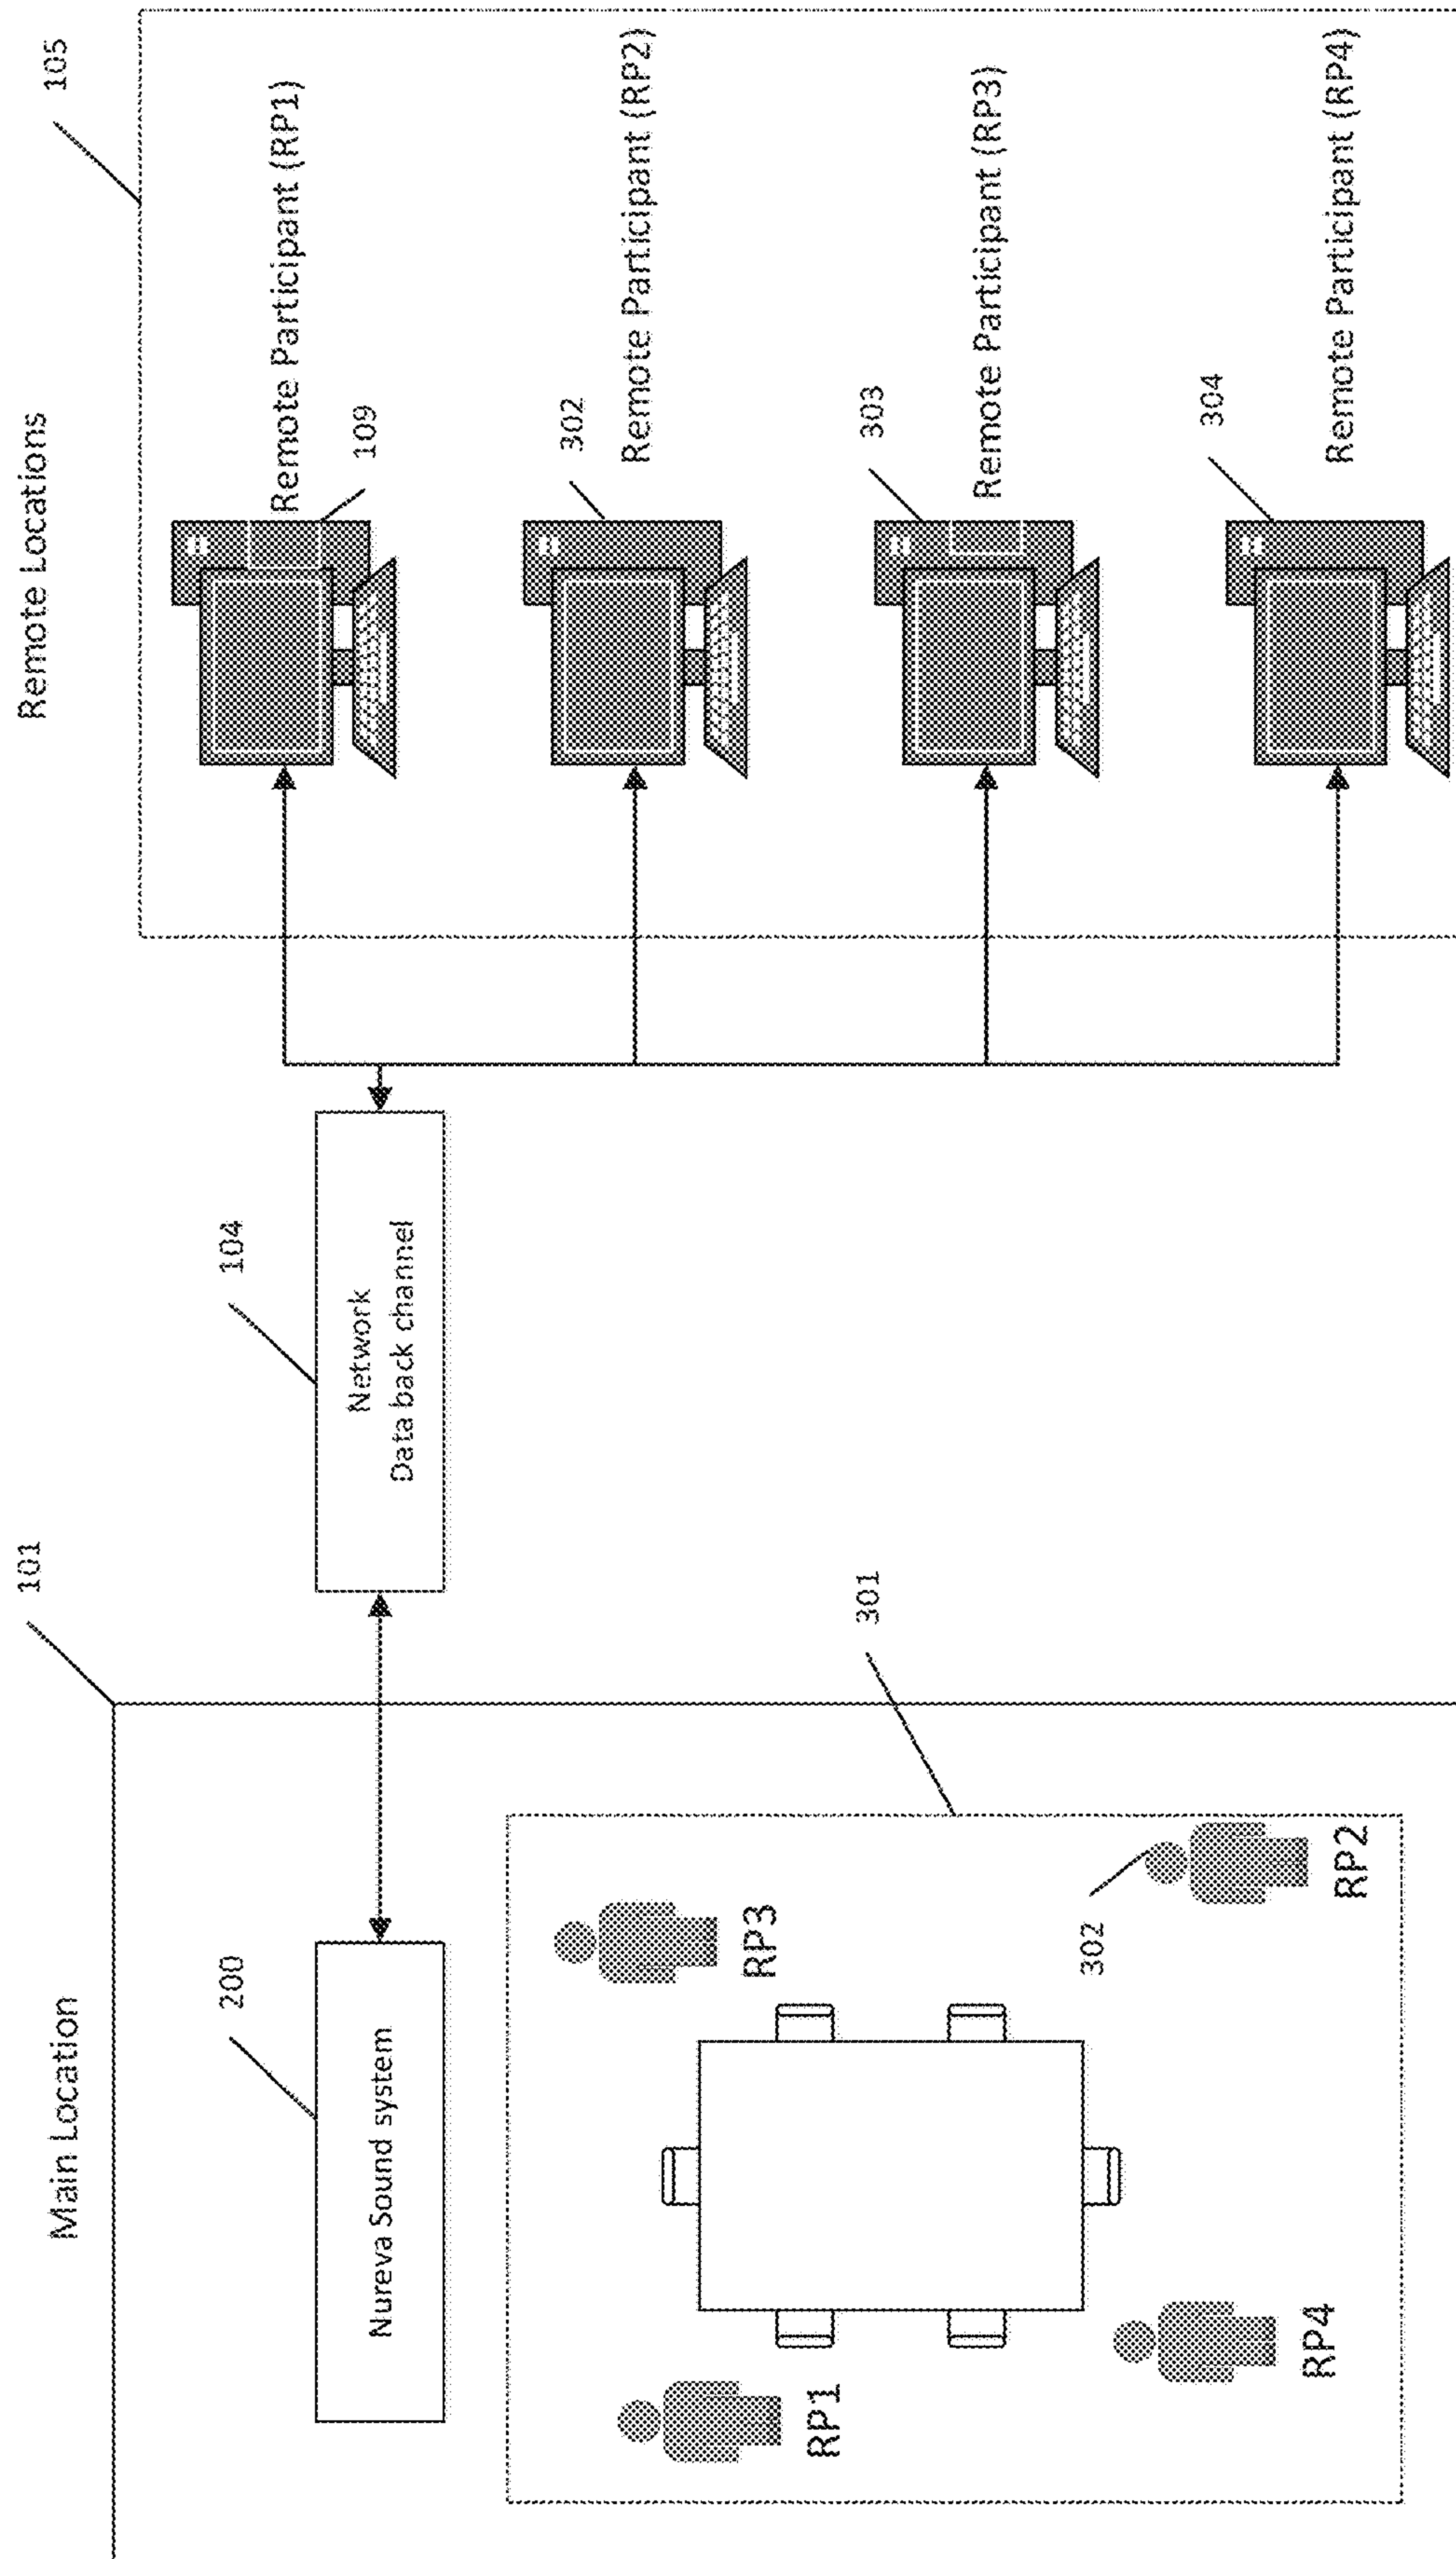 Main Location
101
Remote Locations
105
200
Nureva Sound system
104
Network
Data back channel
Remote Participant (RP1)
109
302
Remote Participant (RP2)
303
Remote Participant (RP3)
304
Remote Participant (RP4)
301
RP3
RP1
302
RP4
RP2